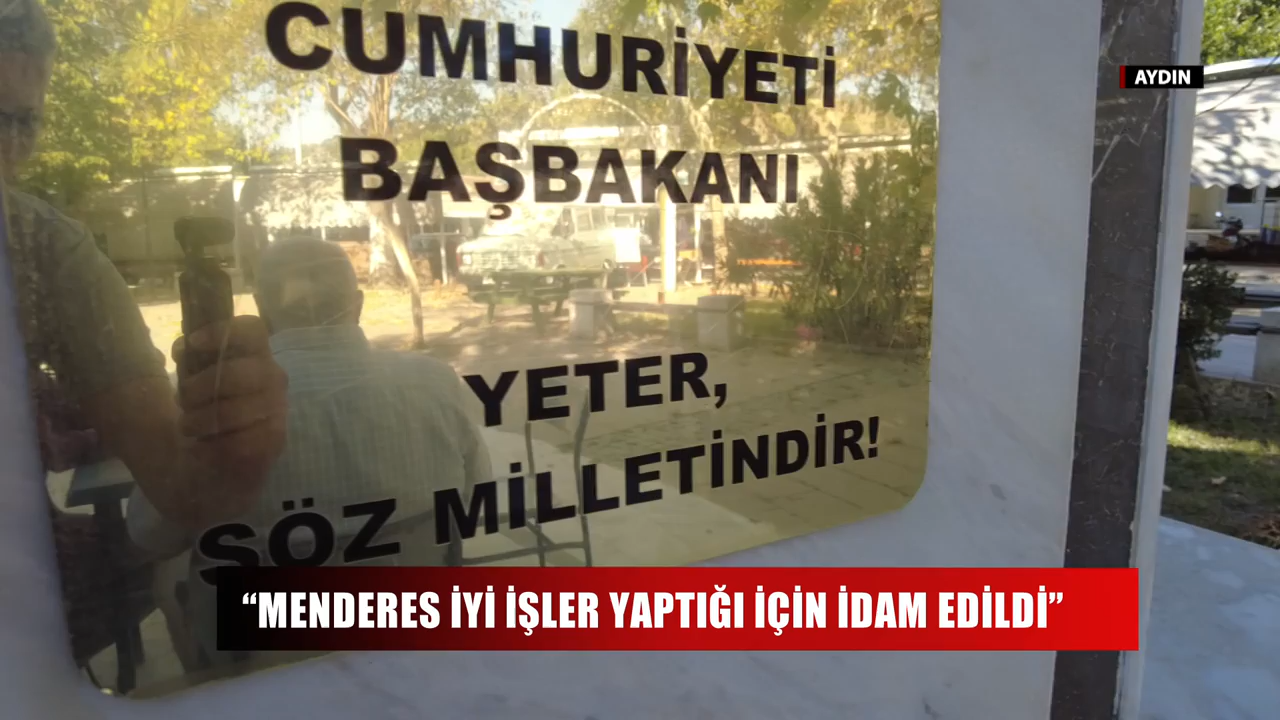 CUMHURİYETİ
AYDIN
BAŞBAKANI
YETER,
SÖZ MİLLETİNDİR!
“MENDERES İYİ İŞLER YAPTIĞI İÇİN İDAM EDİLDİ”